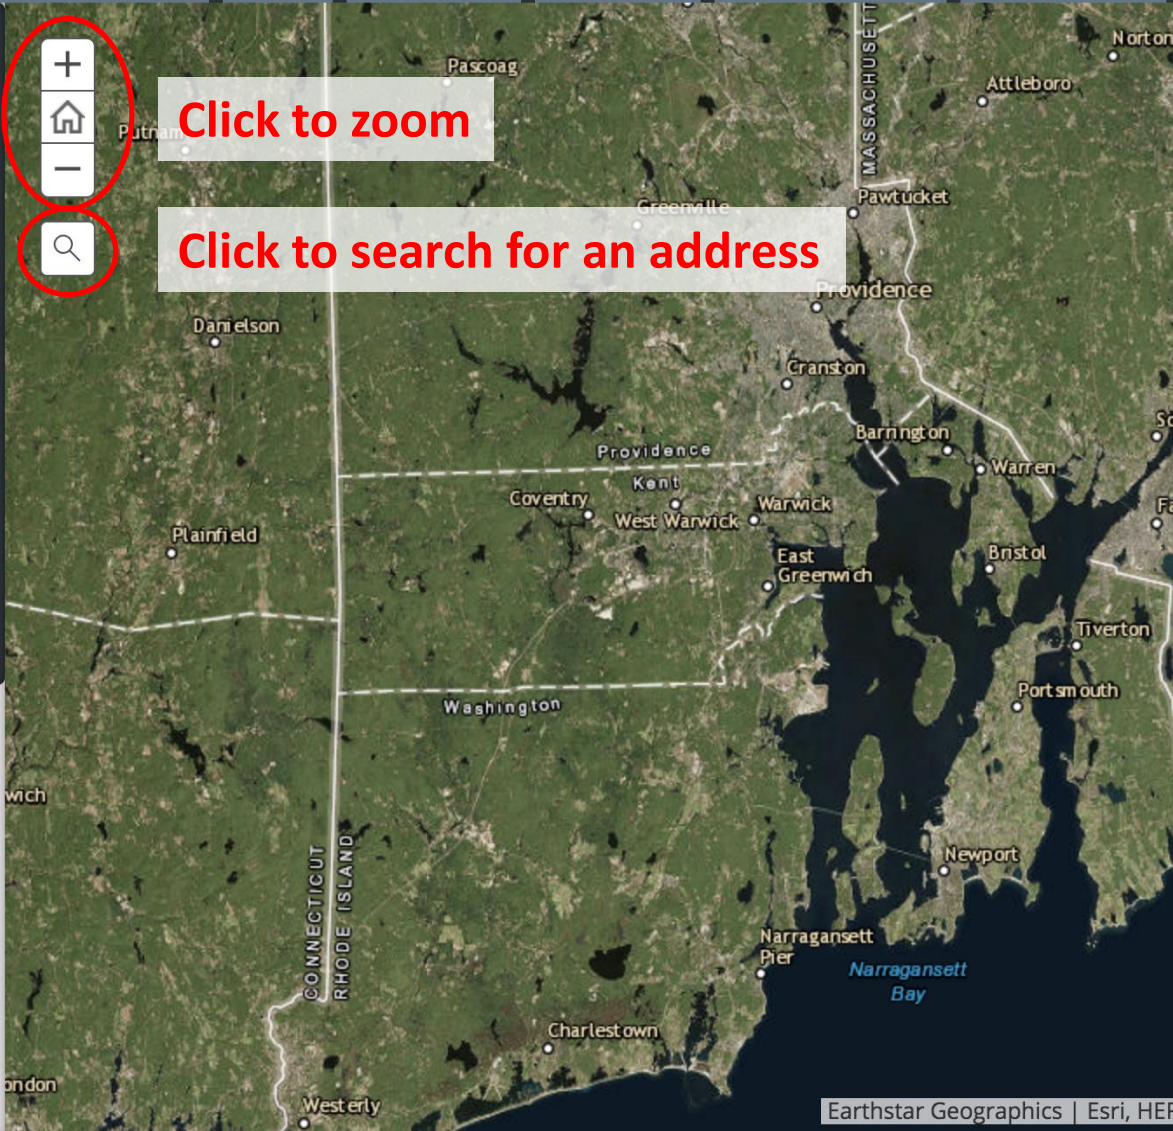 Norton
Pascoag
Attleboro
MASSACHUSETT
+
Click to zoom
Putnam
−
Pawtucket
Greenville
Click to search for an address
Providence
Danielson
Cranston
Barrington
Providence
Kent
Warren
Coventry
West Warwick
Warwick
Plainfield
East
Greenwich
Bristol
Tiverton
Portsmouth
Washington
wich
CONNECTICUT
RHODE ISLAND
Newport
Narragansett
Pier
Narragansett
Bay
Charlestown
ondon
Westerly
Earthstar Geographics | Esri, HER